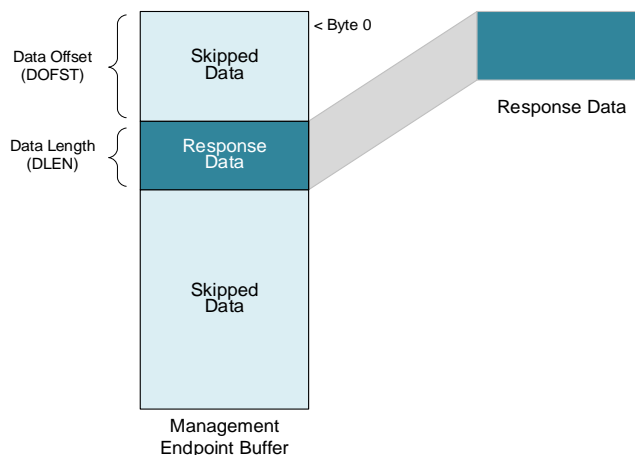 < Byte 0
Data Offset
(DOFST)
Skipped
Data
Response Data
Data Length
(DLEN)
Response
Data
Skipped
Data
Management
Endpoint Buffer